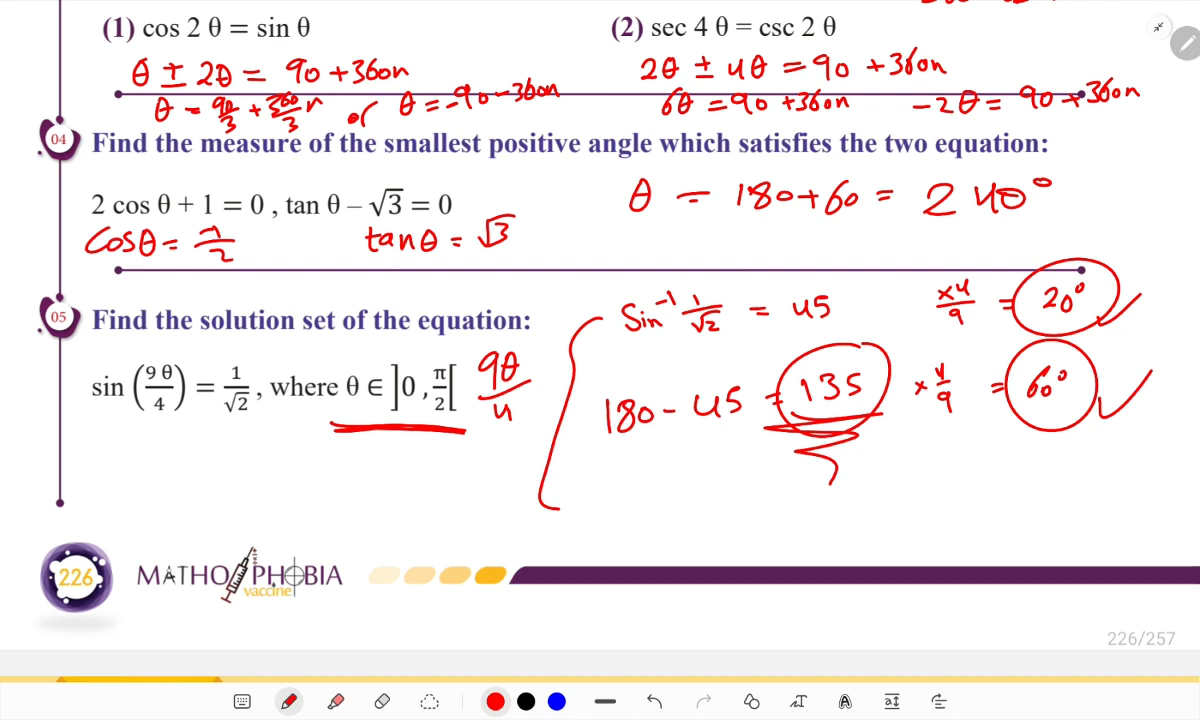 (1) cos 2 θ = sin θ
(2) sec 4 θ = csc 2 θ
θ ± 2θ = 90 + 360n
2θ ± 4θ = 90 + 360n
θ = 90/3 + 360/3 n or θ = -90 - 360n
6θ = 90 + 360n
-2θ = 90 + 360n
04 Find the measure of the smallest positive angle which satisfies the two equation:
2 cos θ + 1 = 0 , tan θ – √3 = 0
θ = 180 + 60 = 240°
cosθ = -1/2
tanθ = √3
05 Find the solution set of the equation:
sin (9 θ/4) = 1/√2 , where θ ∈ ]0 , π/2[
9θ/4
Sin⁻¹ 1/√2 = 45 ×4/9 = 20°
180 - 45 = 135 ×4/9 = 60°
226 MATHO PHOBIA
vaccine
226/257